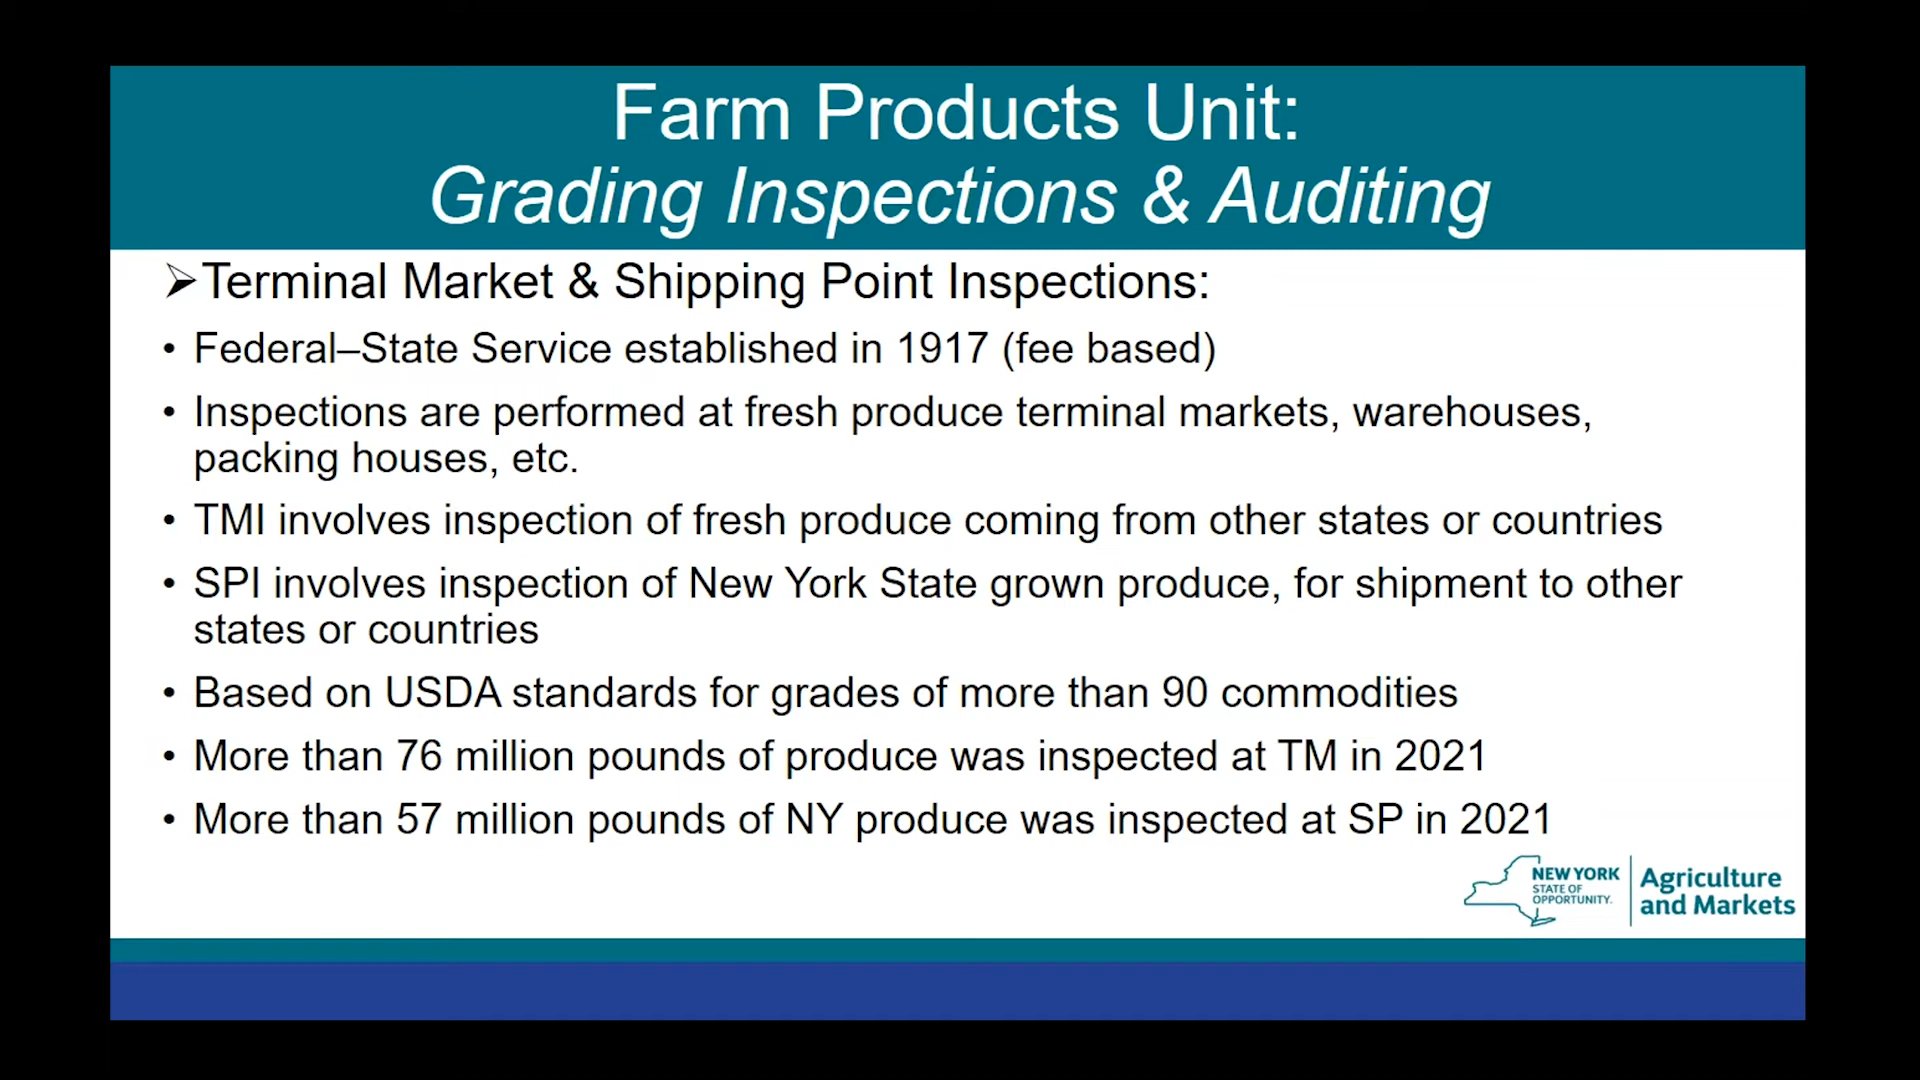 Farm Products Unit:
Grading Inspections & Auditing
➢Terminal Market & Shipping Point Inspections:
• Federal–State Service established in 1917 (fee based)
• Inspections are performed at fresh produce terminal markets, warehouses,
packing houses, etc.
• TMI involves inspection of fresh produce coming from other states or countries
• SPI involves inspection of New York State grown produce, for shipment to other
states or countries
• Based on USDA standards for grades of more than 90 commodities
• More than 76 million pounds of produce was inspected at TM in 2021
• More than 57 million pounds of NY produce was inspected at SP in 2021
NEW YORK
STATE OF
OPPORTUNITY.
Agriculture
and Markets